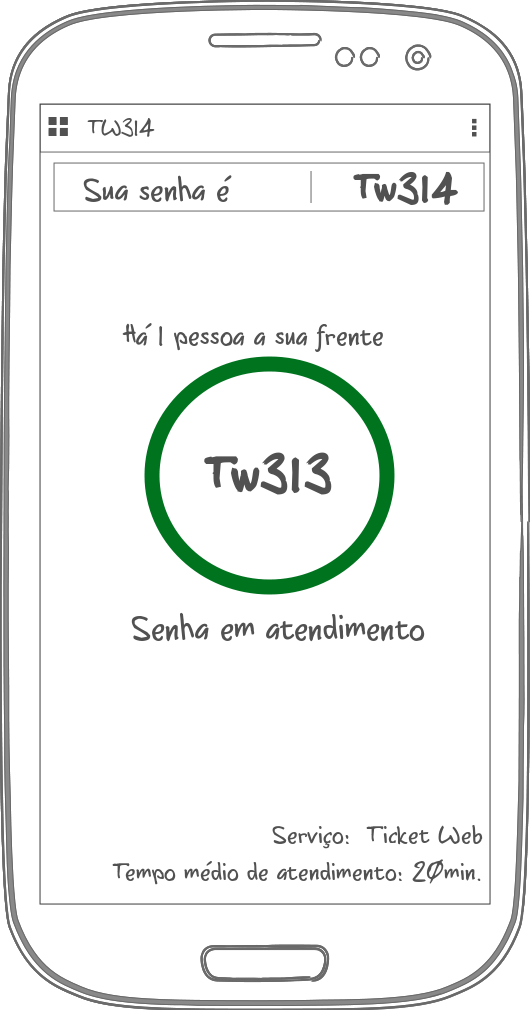 TW314
Sua senha é Tw314
Há 1 pessoa a sua frente
Tw313
Senha em atendimento
Serviço: Ticket Web
Tempo médio de atendimento: 20min.